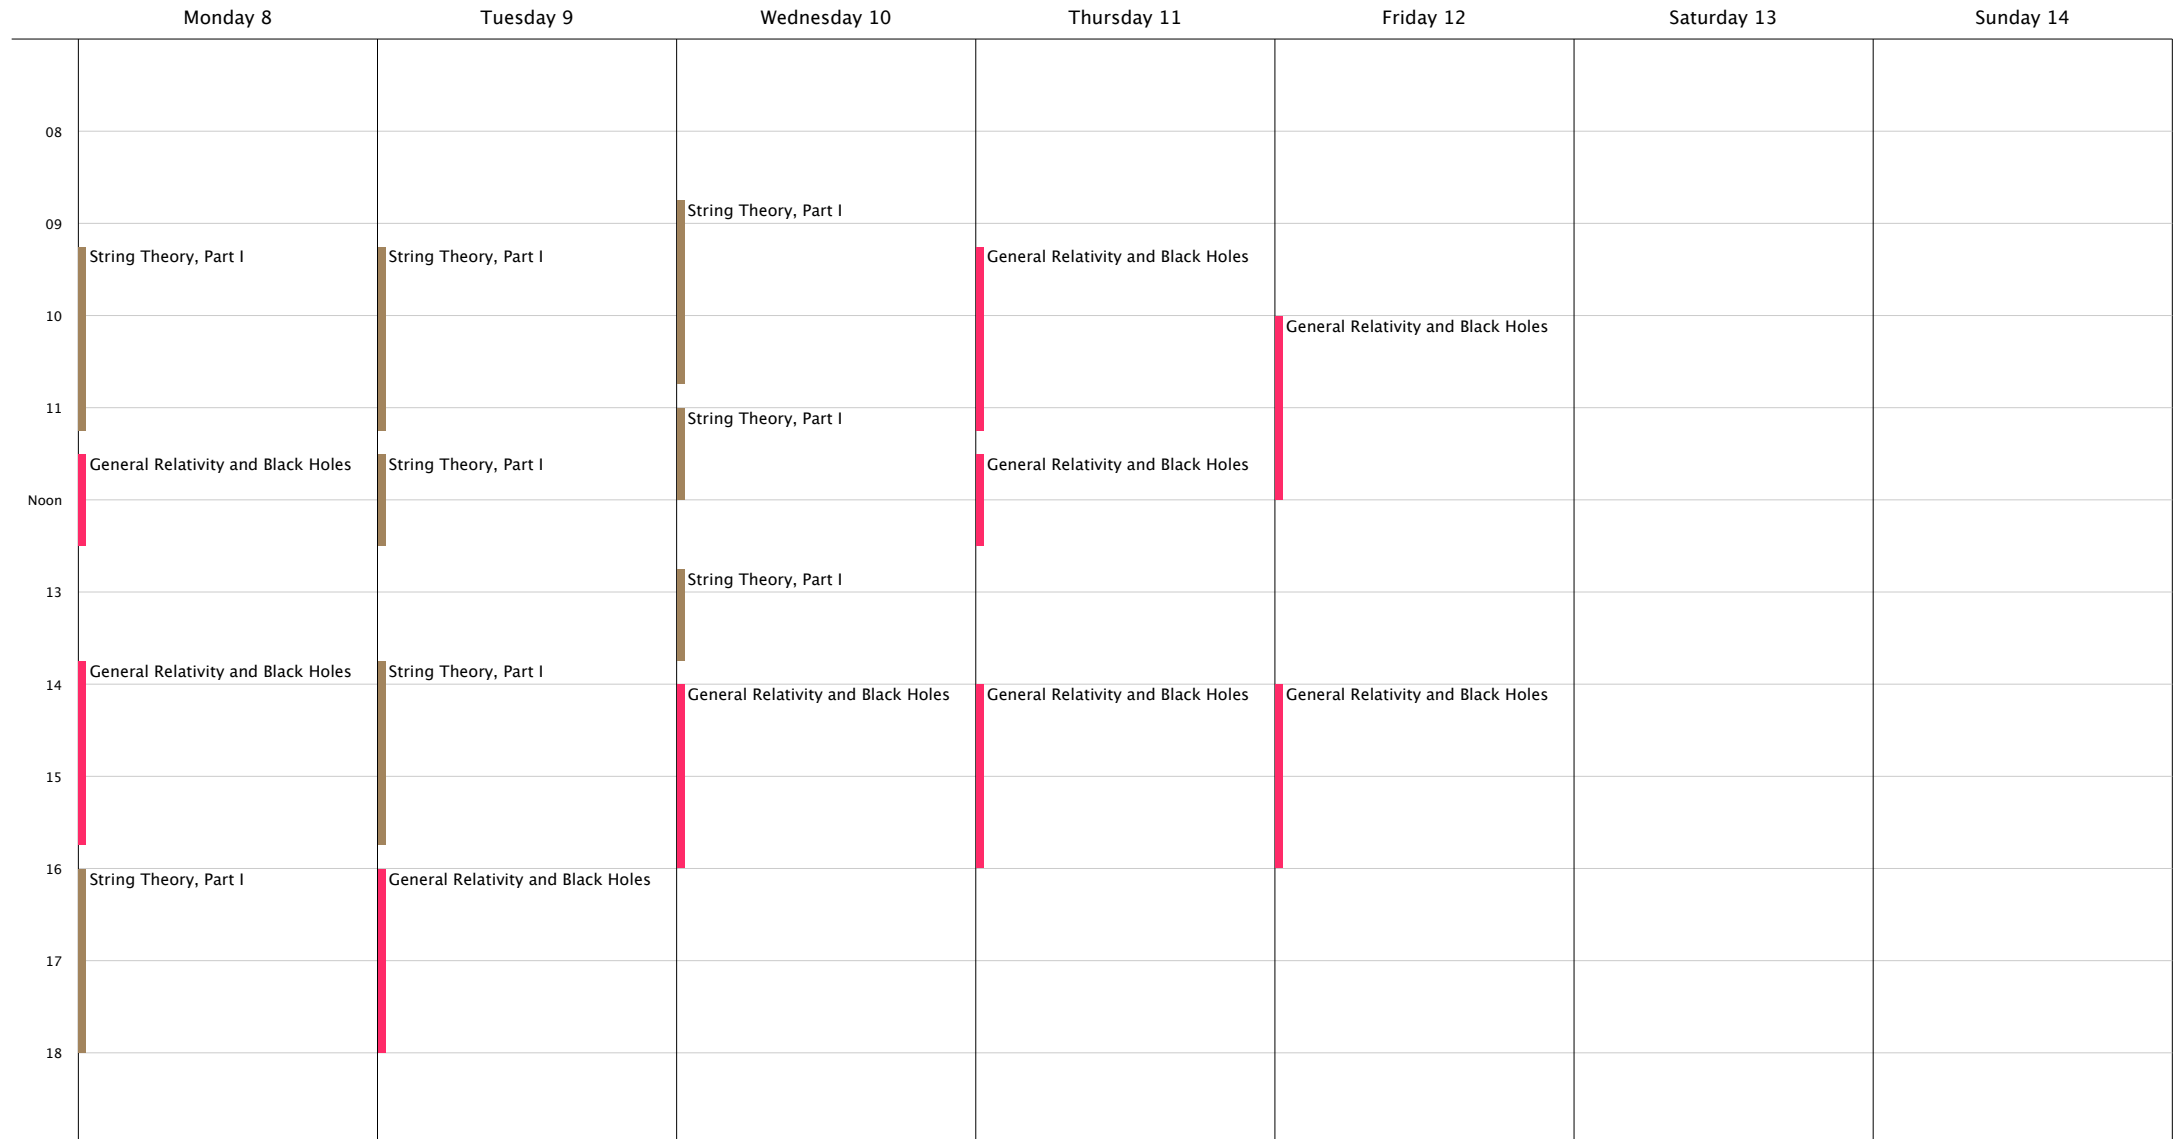 Monday 8
Tuesday 9
Wednesday 10
Thursday 11
Friday 12
Saturday 13
Sunday 14
08
09
10
11
Noon
13
14
15
16
17
18
String Theory, Part I
General Relativity and Black Holes
General Relativity and Black Holes
String Theory, Part I
String Theory, Part I
String Theory, Part I
String Theory, Part I
General Relativity and Black Holes
String Theory, Part I
String Theory, Part I
String Theory, Part I
General Relativity and Black Holes
General Relativity and Black Holes
General Relativity and Black Holes
General Relativity and Black Holes
General Relativity and Black Holes
General Relativity and Black Holes